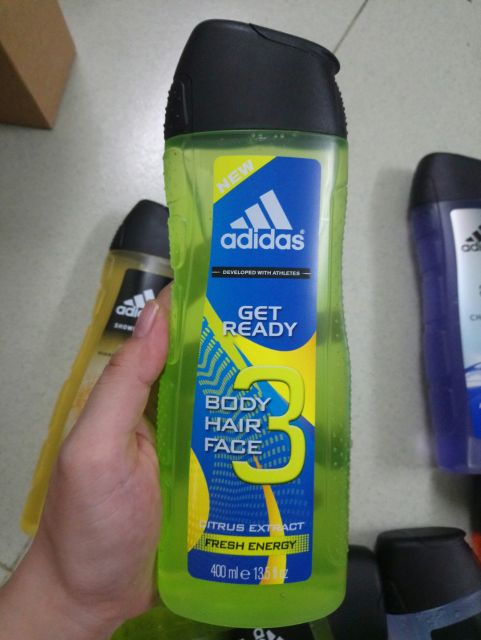 NEW
adidas
DEVELOPED WITH ATHLETES
GET
READY
3
BODY
HAIR
FACE
CITRUS EXTRACT
FRESH ENERGY
400 ml e 13.5 fl oz
adidas